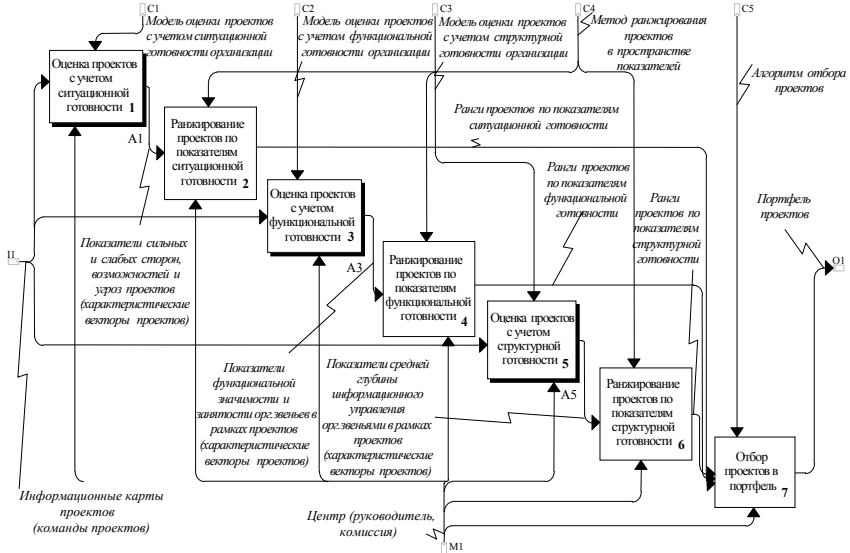 C1
C2
C3
C4
C5
Модель оценки проектов
с учетом ситуационной
готовности организации
Модель оценки проектов
с учетом функциональной
готовности организации
Модель оценки проектов
с учетом структурной
готовности организации
Метод ранжирования
проектов
в пространстве
показателей
Алгоритм отбора
проектов
Оценка проектов
с учетом
ситуационной
готовности 1
A1
Ранжирование
проектов по
показателям
ситуационной
готовности 2
Ранги проектов по показателям
ситуационной готовности
Оценка проектов
с учетом
функциональной
готовности 3
A3
Ранги проектов
по показателям
функциональной
готовности
Ранги
проектов по
показателям
структурной
готовности
Портфель
проектов
I1
O1
Показатели сильных
и слабых сторон,
возможностей и
угроз проектов
(характеристические
векторы проектов)
Ранжирование
проектов по
показателям
функциональной
готовности 4
Оценка проектов
с учетом
структурной
готовности 5
A5
Показатели
функциональной
значимости и
занятости орг.звеньев в
рамках проектов
(характеристические
векторы проектов)
Показатели средней
глубины
информационного
управления
орг.звеньями в рамках
проектов
(характеристические
векторы проектов)
Ранжирование
проектов по
показателям
структурной
готовности 6
Отбор
проектов в
портфель 7
Информационные карты
проектов
(команды проектов)
Центр (руководитель,
комиссия)
M1